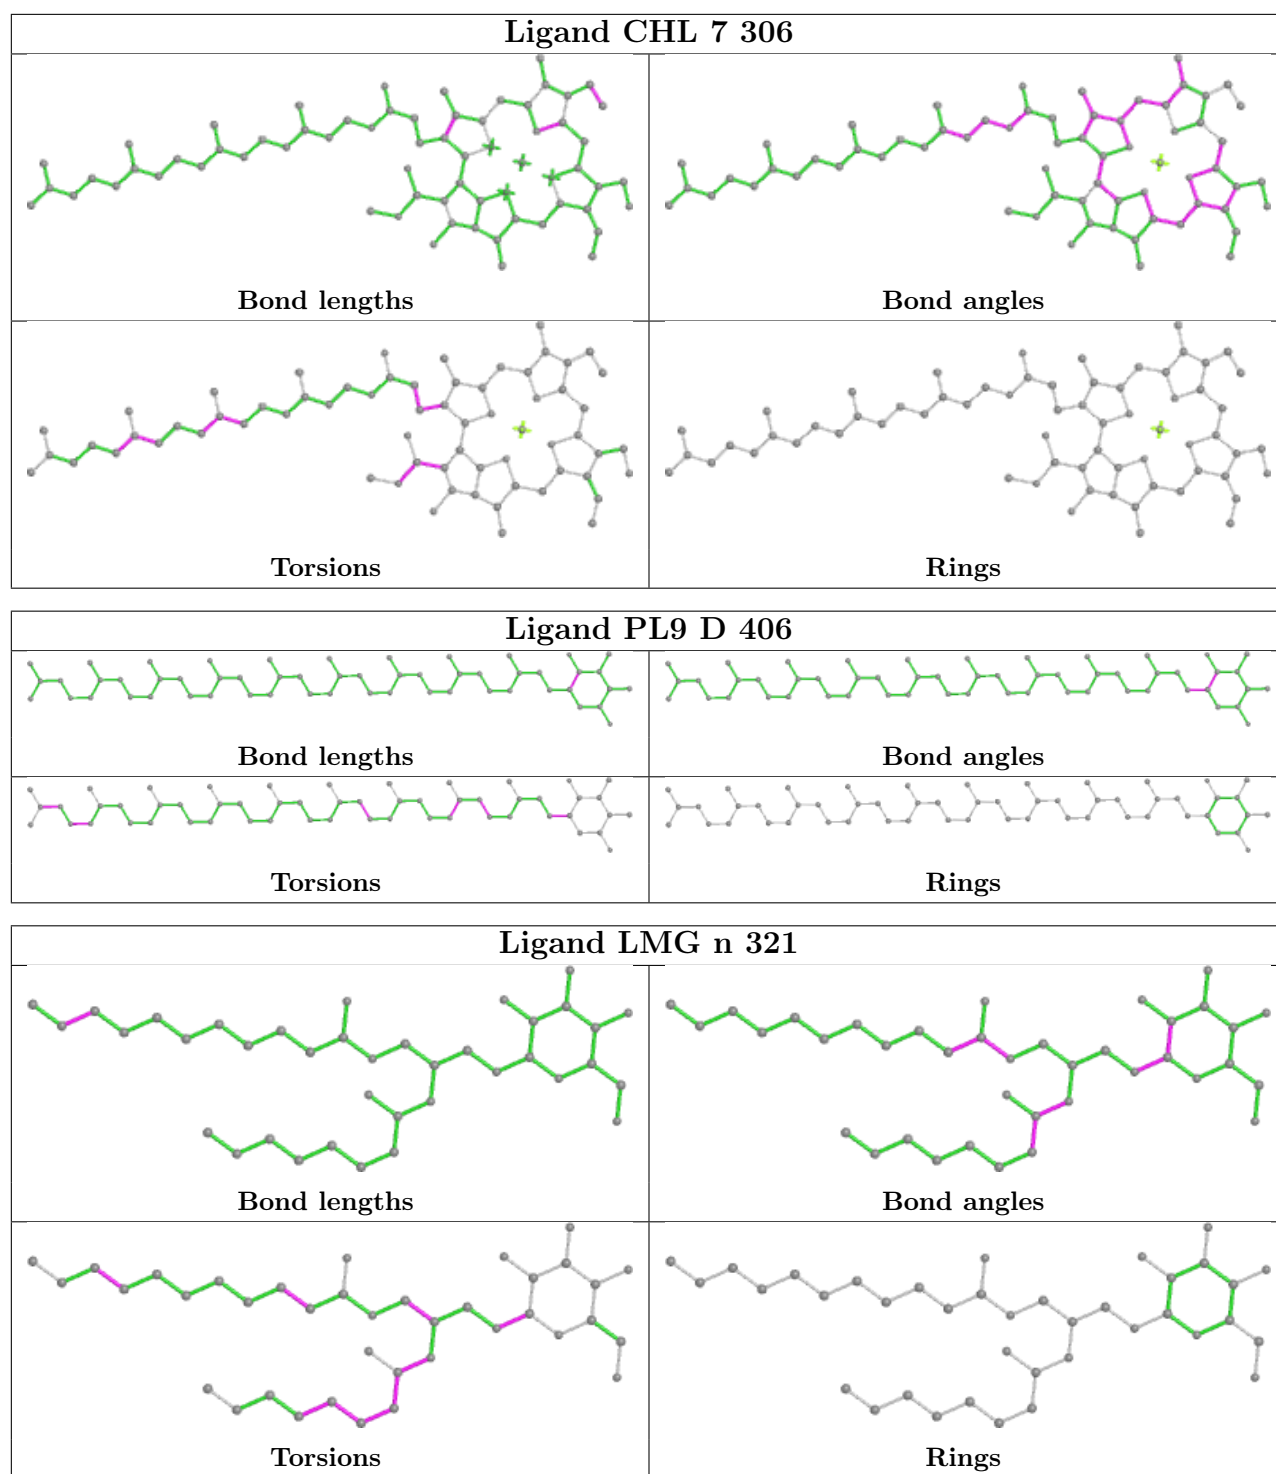 Ligand CHL 7 306
Bond lengths
Bond angles
Torsions
Rings
Ligand PL9 D 406
Bond lengths
Bond angles
Torsions
Rings
Ligand LMG n 321
Bond lengths
Bond angles
Torsions
Rings